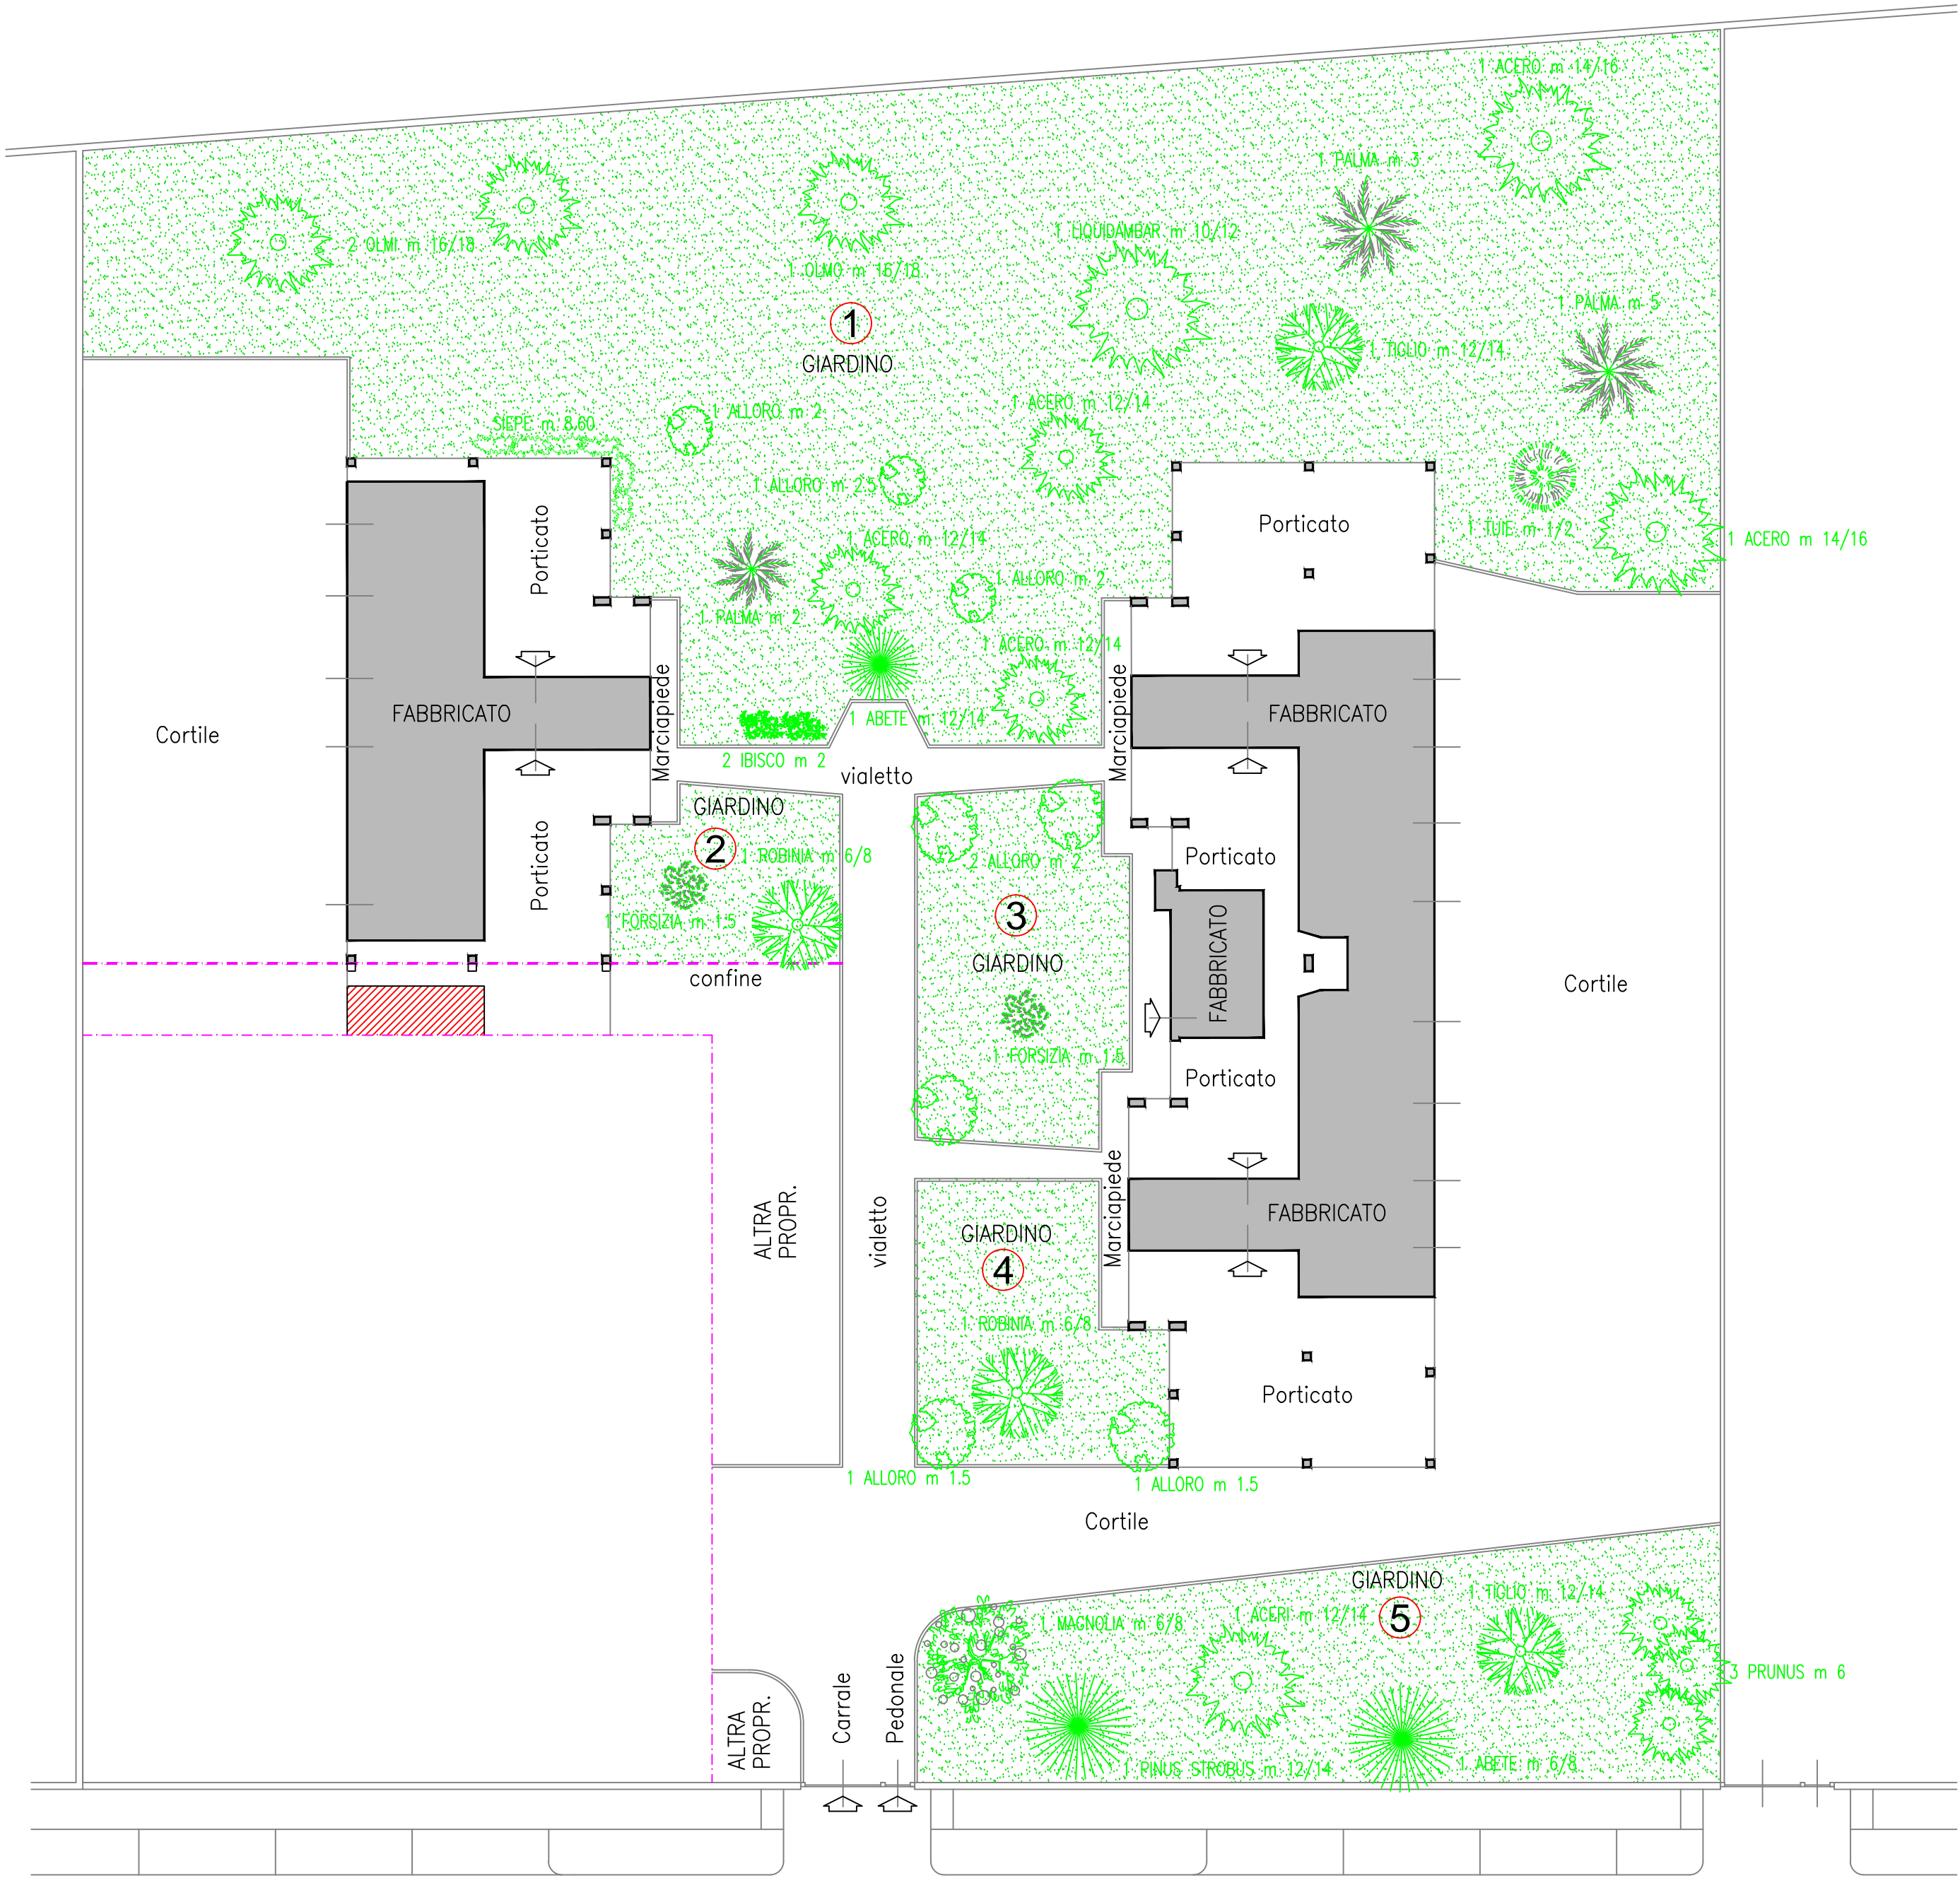 1 ACERO m 14/16
1 PALMA m 3
1 LIQUIDAMBAR m 10/12
2 OLMI m 16/18
1 OLMO m 16/18
1 PALMA m 5
1
GIARDINO
1 TIGLIO m 12/14
1 ACERO m 12/14
1 ALLORO m 2
SIEPE m 8.60
1 ALLORO m 2.5
Porticato
1 TUIE m 1/2
1 ACERO m 14/16
Porticato
1 ACERO m 12/14
1 ALLORO m 2
1 PALMA m 2
1 ACERO m 12/14
Marciapiede
Marciapiede
FABBRICATO
FABBRICATO
1 ABETE m 12/14
Cortile
2 IBISCO m 2
vialetto
GIARDINO
2
1 ROBINIA m 6/8
2 ALLORO m 2
Porticato
Porticato
1 FORSIZIA m 1.5
3
GIARDINO
FABBRICATO
confine
Cortile
1 FORSIZIA m 1.5
Porticato
ALTRA
PROPR.
vialetto
Marciapiede
FABBRICATO
GIARDINO
4
1 ROBINIA m 6/8
Porticato
1 ALLORO m 1.5
1 ALLORO m 1.5
Cortile
GIARDINO
5
1 TIGLIO m 12/14
1 MAGNOLIA m 6/8
1 ACERI m 12/14
3 PRUNUS m 6
ALTRA
PROPR.
Carrale
Pedonale
1 PINUS STROBUS m 12/14
1 ABETE m 6/8